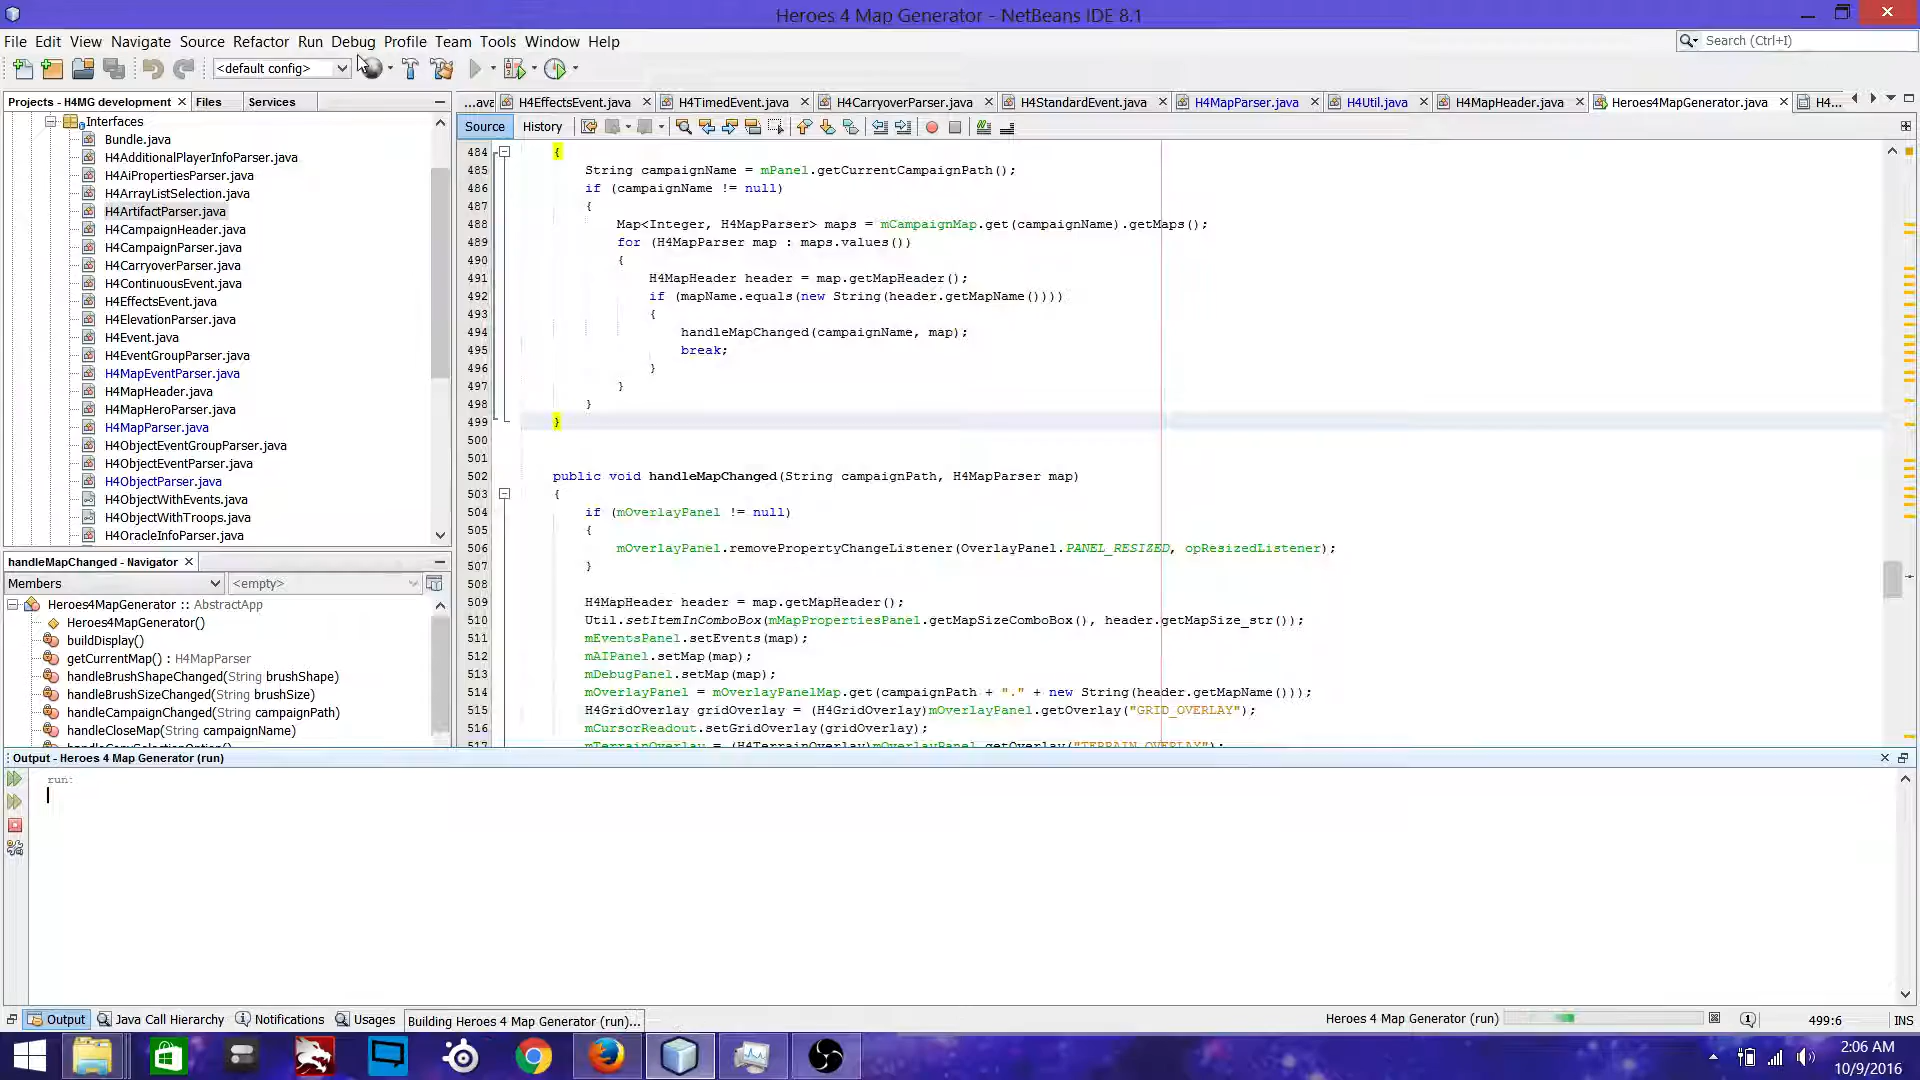 Heroes 4 Map Generator - NetBeans IDE 8.1
File Edit View Navigate Source Refactor Run Debug Profile Team Tools Window Help
Search (Ctrl+I)
<default config>
Projects - H4MG development
Files
Services
...ava
H4EffectsEvent.java
H4TimedEvent.java
H4CarryoverParser.java
H4StandardEvent.java
H4MapParser.java
H4Util.java
H4MapHeader.java
Heroes4MapGenerator.java
H4...
Source
History
Interfaces
Bundle.java
H4AdditionalPlayerInfoParser.java
H4AiPropertiesParser.java
H4ArrayListSelection.java
H4ArtifactParser.java
H4CampaignHeader.java
H4CampaignParser.java
H4CarryoverParser.java
H4ContinuousEvent.java
H4EffectsEvent.java
H4ElevationParser.java
H4Event.java
H4EventGroupParser.java
H4MapEventParser.java
H4MapHeader.java
H4MapHeroParser.java
H4MapParser.java
H4ObjectEventGroupParser.java
H4ObjectEventParser.java
H4ObjectParser.java
H4ObjectWithEvents.java
H4ObjectWithTroops.java
H4OracleInfoParser.java
handleMapChanged - Navigator
Members
<empty>
Heroes4MapGenerator :: AbstractApp
Heroes4MapGenerator()
buildDisplay()
getCurrentMap() : H4MapParser
handleBrushShapeChanged(String brushShape)
handleBrushSizeChanged(String brushSize)
handleCampaignChanged(String campaignPath)
handleCloseMap(String campaignName)
484 {
485 String campaignName = mPanel.getCurrentCampaignPath();
486 if (campaignName != null)
487 {
488 Map<Integer, H4MapParser> maps = mCampaignMap.get(campaignName).getMaps();
489 for (H4MapParser map : maps.values())
490 {
491 H4MapHeader header = map.getMapHeader();
492 if (mapName.equals(new String(header.getMapName())))
493 {
494 handleMapChanged(campaignName, map);
495 break;
496 }
497 }
498 }
499 }
500
501
502 public void handleMapChanged(String campaignPath, H4MapParser map)
503 {
504 if (mOverlayPanel != null)
505 {
506 mOverlayPanel.removePropertyChangeListener(OverlayPanel.PANEL_RESIZED, opResizedListener);
507 }
508
509 H4MapHeader header = map.getMapHeader();
510 Util.setItemInComboBox(mMapPropertiesPanel.getMapSizeComboBox(), header.getMapSize_str());
511 mEventsPanel.setEvents(map);
512 mAIPanel.setMap(map);
513 mDebugPanel.setMap(map);
514 mOverlayPanel = mOverlayPanelMap.get(campaignPath + "." + new String(header.getMapName()));
515 H4GridOverlay gridOverlay = (H4GridOverlay)mOverlayPanel.getOverlay("GRID_OVERLAY");
516 mCursorReadout.setGridOverlay(gridOverlay);
517 mTerrainOverlay = (H4TerrainOverlay)mOverlayPanel.getOverlay("TERRAIN_OVERLAY");
Output - Heroes 4 Map Generator (run)
run:
Output
Java Call Hierarchy
Notifications
Usages
Building Heroes 4 Map Generator (run)...
Heroes 4 Map Generator (run)
499:6
INS
2:06 AM
10/9/2016